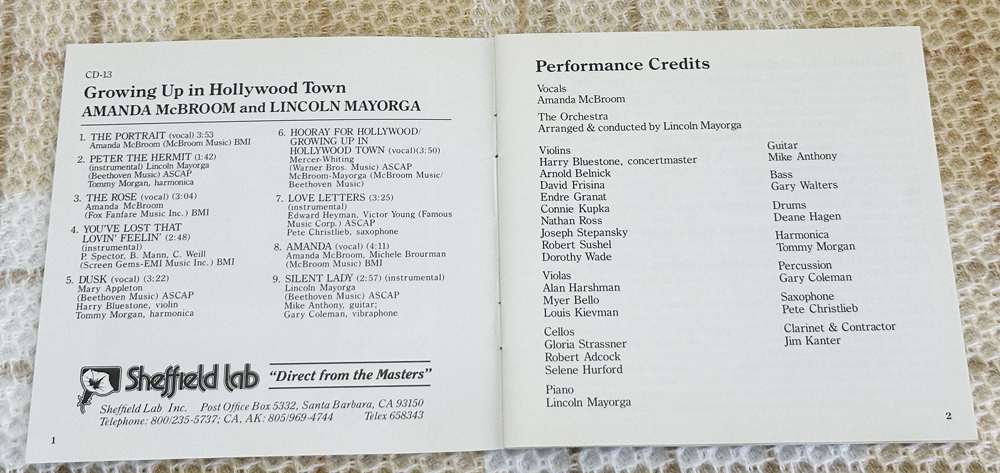 CD-13
Growing Up in Hollywood Town
AMANDA McBROOM and LINCOLN MAYORGA
1. THE PORTRAIT (vocal) 3:53
Amanda McBroom (McBroom Music) BMI
2. PETER THE HERMIT (1:42)
(instrumental) Lincoln Mayorga
(Beethoven Music) ASCAP
Tommy Morgan, harmonica
3. THE ROSE (vocal) (3:04)
Amanda McBroom
(Fox Fanfare Music Inc.) BMI
4. YOU'VE LOST THAT
LOVIN' FEELIN' (2:48)
(instrumental)
P. Spector, B. Mann, C. Weill
(Screen Gems-EMI Music Inc.) BMI
5. DUSK (vocal) (3:22)
Mary Appleton
(Beethoven Music) ASCAP
Harry Bluestone, violin
Tommy Morgan, harmonica
6. HOORAY FOR HOLLYWOOD/
GROWING UP IN
HOLLYWOOD TOWN (vocal)(3:50)
Mercer-Whiting
(Warner Bros. Music) ASCAP
McBroom-Mayorga (McBroom Music/
Beethoven Music)
7. LOVE LETTERS (3:25)
(instrumental)
Edward Heyman, Victor Young (Famous
Music Corp.) ASCAP
Pete Christlieb, saxophone
8. AMANDA (vocal) (4:11)
Amanda McBroom, Michele Brourman
(McBroom Music) BMI
9. SILENT LADY (2:57) (instrumental)
Lincoln Mayorga
(Beethoven Music) ASCAP
Mike Anthony, guitar;
Gary Coleman, vibraphone
Sheffield Lab "Direct from the Masters"
Sheffield Lab Inc. Post Office Box 5332, Santa Barbara, CA 93150
Telephone: 800/235-5737; CA, AK: 805/969-4744 Telex 658343
1
Performance Credits
Vocals
Amanda McBroom
The Orchestra
Arranged & conducted by Lincoln Mayorga
Violins
Harry Bluestone, concertmaster
Arnold Belnick
David Frisina
Endre Granat
Connie Kupka
Nathan Ross
Joseph Stepansky
Robert Sushel
Dorothy Wade
Violas
Alan Harshman
Myer Bello
Louis Kievman
Cellos
Gloria Strassner
Robert Adcock
Selene Hurford
Piano
Lincoln Mayorga
Guitar
Mike Anthony
Bass
Gary Walters
Drums
Deane Hagen
Harmonica
Tommy Morgan
Percussion
Gary Coleman
Saxophone
Pete Christlieb
Clarinet & Contractor
Jim Kanter
2